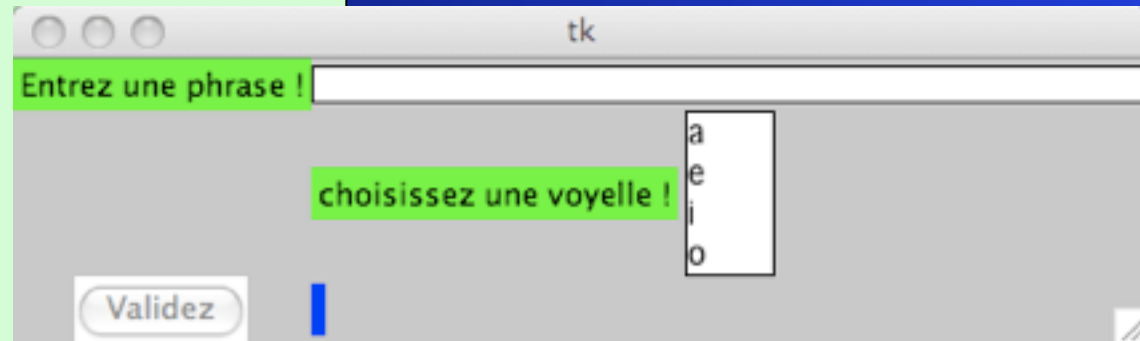 tk
Entrez une phrase !
a
e
choisissez une voyelle !
i
o
Validez